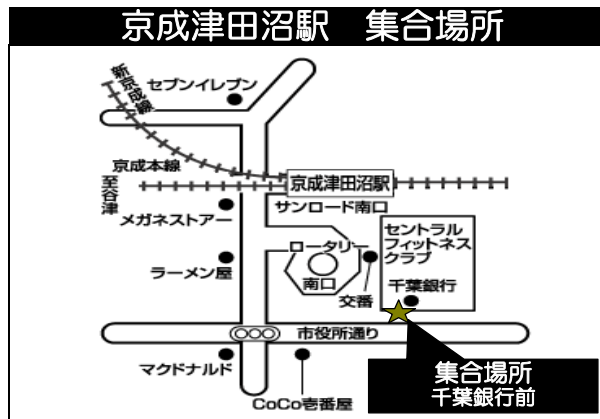 京成津田沼駅　集合場所
新京成線
セブンイレブン
京成本線
至谷津
京成津田沼駅
メガネストアー
サンロード南口
セントラル
フィットネス
クラブ
ロータリー
ラーメン屋
南口
交番
千葉銀行
市役所通り
マクドナルド
CoCo壱番屋
集合場所
千葉銀行前